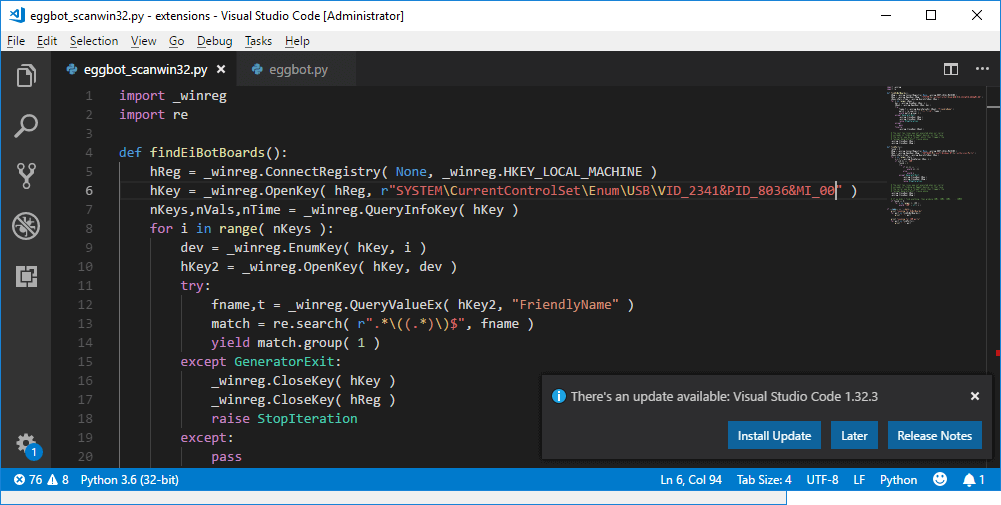 eggbot_scanwin32.py - extensions - Visual Studio Code [Administrator]
File Edit Selection View Go Debug Tasks Help
eggbot_scanwin32.py eggbot.py
1 import _winreg
2 import re
3
4 def findEiBotBoards():
5 hReg = _winreg.ConnectRegistry( None, _winreg.HKEY_LOCAL_MACHINE )
6 hKey = _winreg.OpenKey( hReg, r"SYSTEM\CurrentControlSet\Enum\USB\VID_2341&PID_8036&MI_00" )
7 nKeys,nVals,nTime = _winreg.QueryInfoKey( hKey )
8 for i in range( nKeys ):
9 dev = _winreg.EnumKey( hKey, i )
10 hKey2 = _winreg.OpenKey( hKey, dev )
11 try:
12 fname,t = _winreg.QueryValueEx( hKey2, "FriendlyName" )
13 match = re.search( r".*\((.*)\)$", fname )
14 yield match.group( 1 )
15 except GeneratorExit:
16 _winreg.CloseKey( hKey )
17 _winreg.CloseKey( hReg )
18 raise StopIteration
19 except:
20 pass
There's an update available: Visual Studio Code 1.32.3
Install Update Later Release Notes
1
76 8 Python 3.6 (32-bit) Ln 6, Col 94 Tab Size: 4 UTF-8 LF Python 1